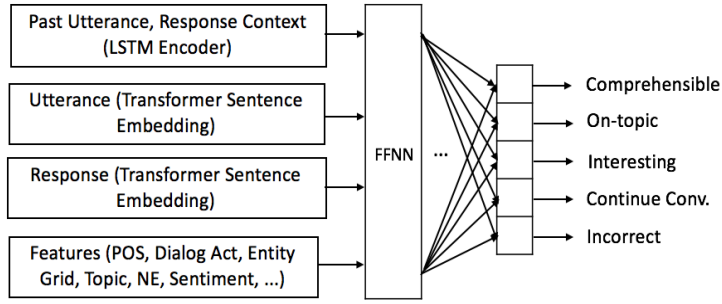 Past Utterance, Response Context
(LSTM Encoder)
Utterance (Transformer Sentence
Embedding)
Response (Transformer Sentence
Embedding)
Features (POS, Dialog Act, Entity
Grid, Topic, NE, Sentiment, ...)
FFNN
...
Comprehensible
On-topic
Interesting
Continue Conv.
Incorrect